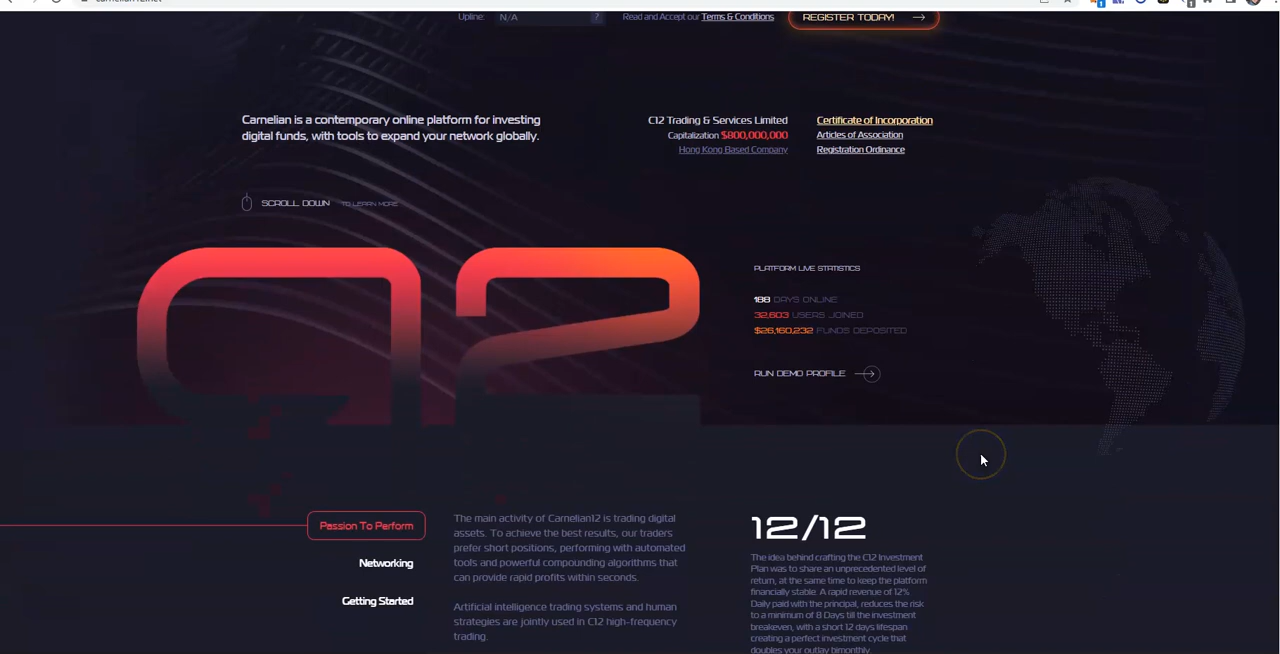 Upline: N/A ? Read and Accept our Terms & Conditions REGISTER TODAY!
Carnelian is a contemporary online platform for investing
digital funds, with tools to expand your network globally.
C12 Trading & Services Limited
Capitalization $800,000,000
Hong Kong Based Company
Certificate of Incorporation
Articles of Association
Registration Ordinance
SCROLL DOWN TO LEARN MORE
12
PLATFORM LIVE STATISTICS
188 DAYS ONLINE
32,603 USERS JOINED
$26,160,232 FUNDS DEPOSITED
RUN DEMO PROFILE
Passion To Perform
Networking
Getting Started
The main activity of Carnelian12 is trading digital
assets. To achieve the best results, our traders
prefer short positions, performing with automated
tools and powerful compounding algorithms that
can provide rapid profits within seconds.
Artificial intelligence trading systems and human
strategies are jointly used in C12 high-frequency
trading.
12/12
The idea behind crafting the C12 Investment
Plan was to share an unprecedented level of
return, at the same time to keep the platform
financially stable. A rapid revenue of 12%
Daily paid with the principal, reduces the risk
to a minimum of 8 Days till the investment
breakeven, with a short 12 days lifespan
creating a perfect investment cycle that
doubles your outlay bimonthly.